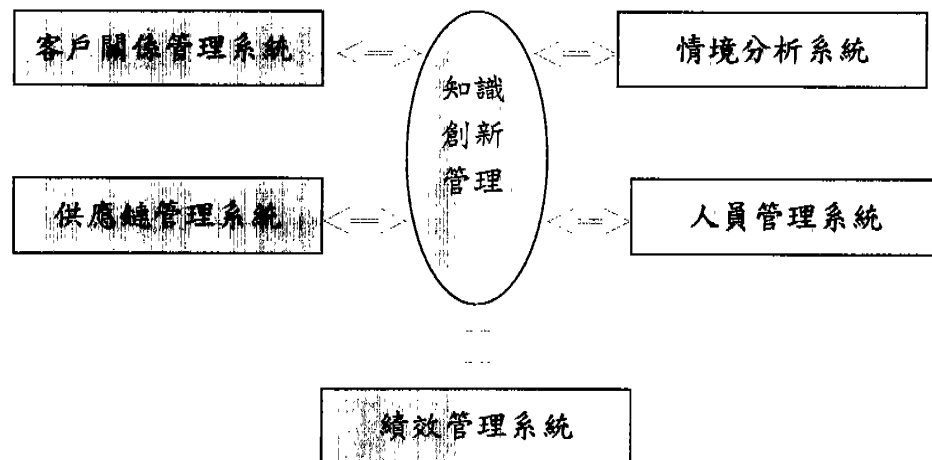 客戶關係管理系統
情境分析系統
知識
創新
管理
供應鏈管理系統
人員管理系統
績效管理系統